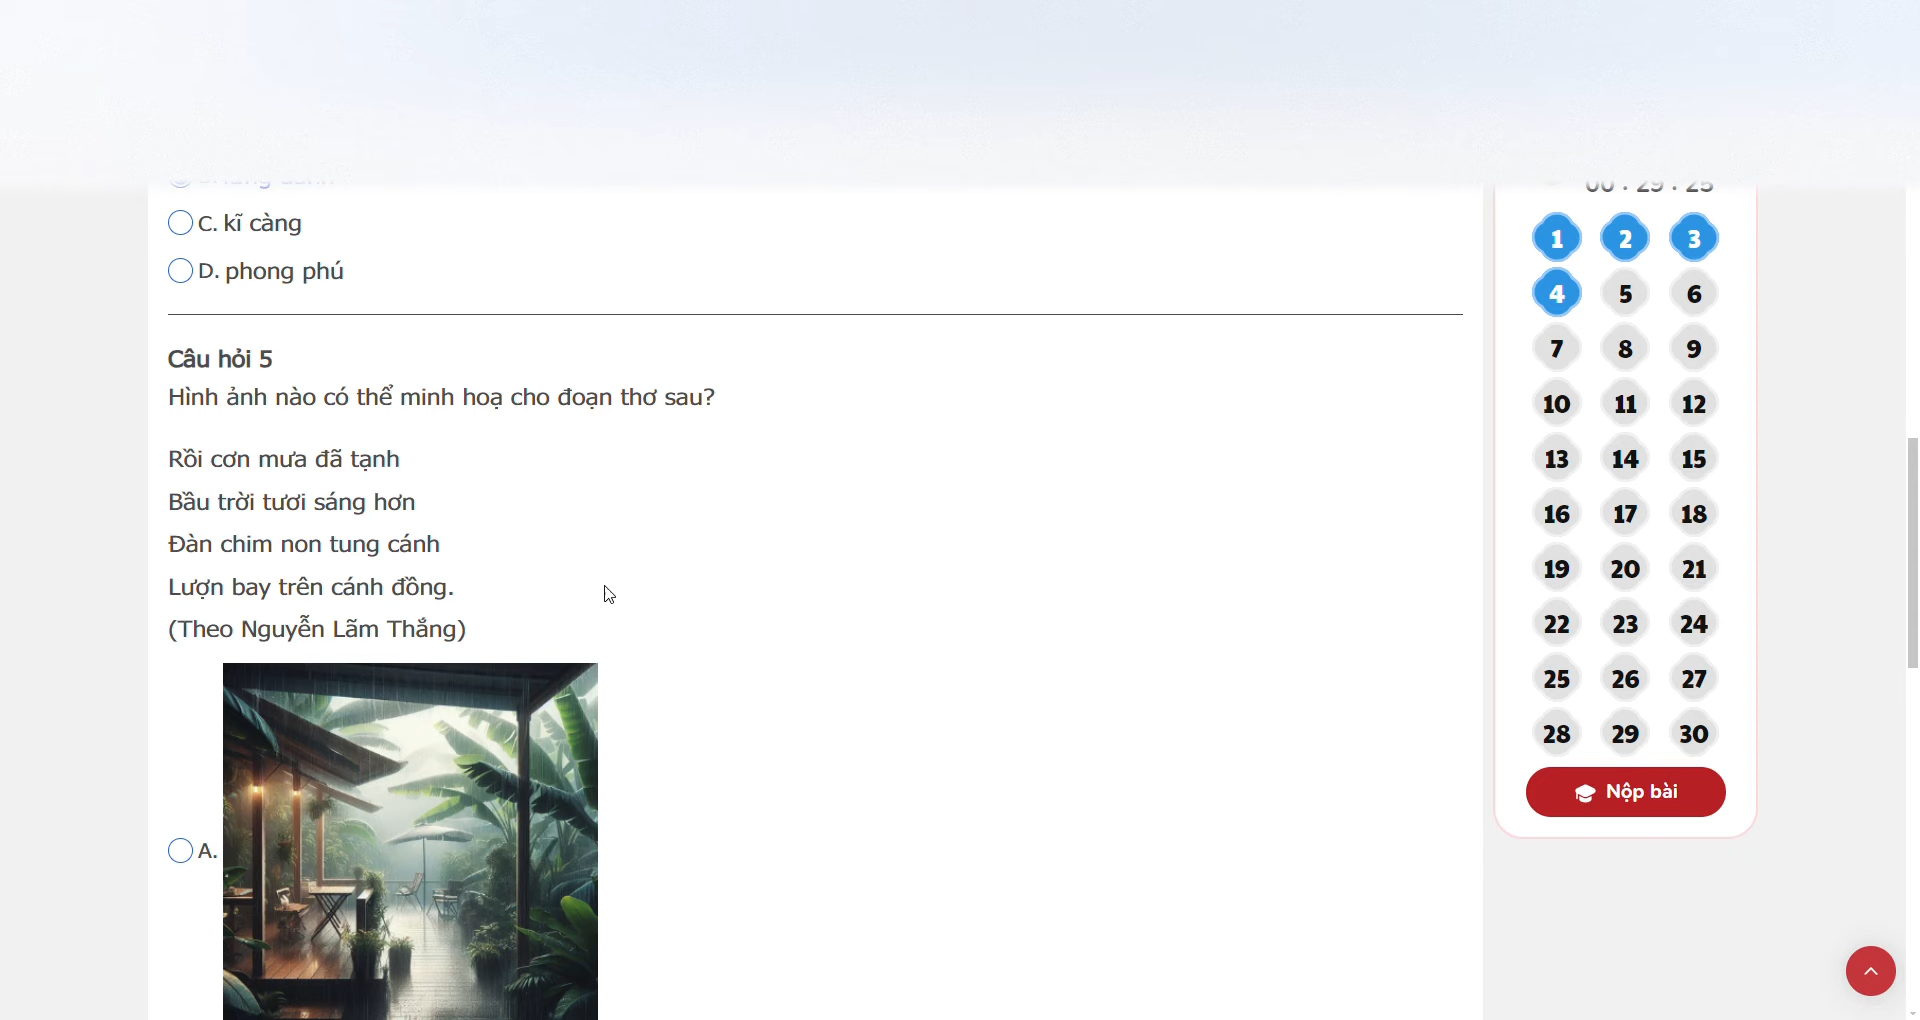 00 : 29 : 25
C. kĩ càng
D. phong phú
Câu hỏi 5
Hình ảnh nào có thể minh hoạ cho đoạn thơ sau?
Rồi cơn mưa đã tạnh
Bầu trời tươi sáng hơn
Đàn chim non tung cánh
Lượn bay trên cánh đồng.
(Theo Nguyễn Lãm Thắng)
A.
1 2 3
4 5 6
7 8 9
10 11 12
13 14 15
16 17 18
19 20 21
22 23 24
25 26 27
28 29 30
Nộp bài